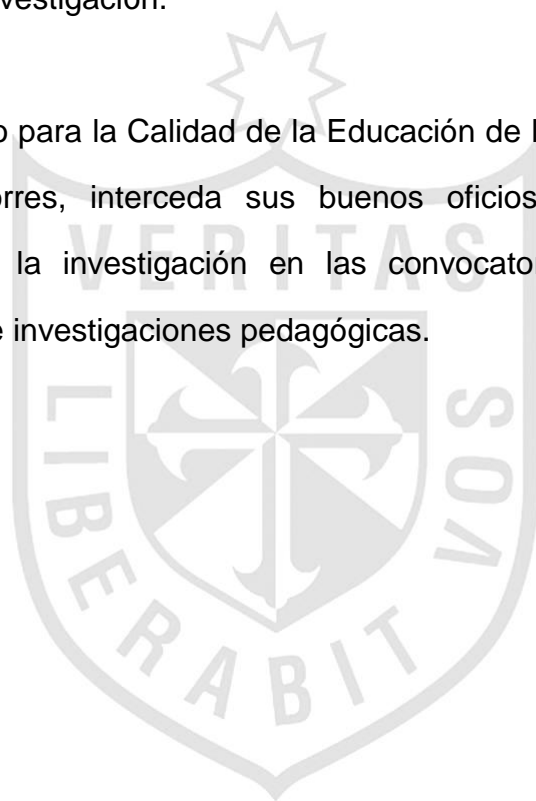 vestigación.
o para la Calidad de la Educación de
orres, interceda sus buenos oficios
la investigación en las convocator
e investigaciones pedagógicas.
VERITAS
LIBERABIT
VOS